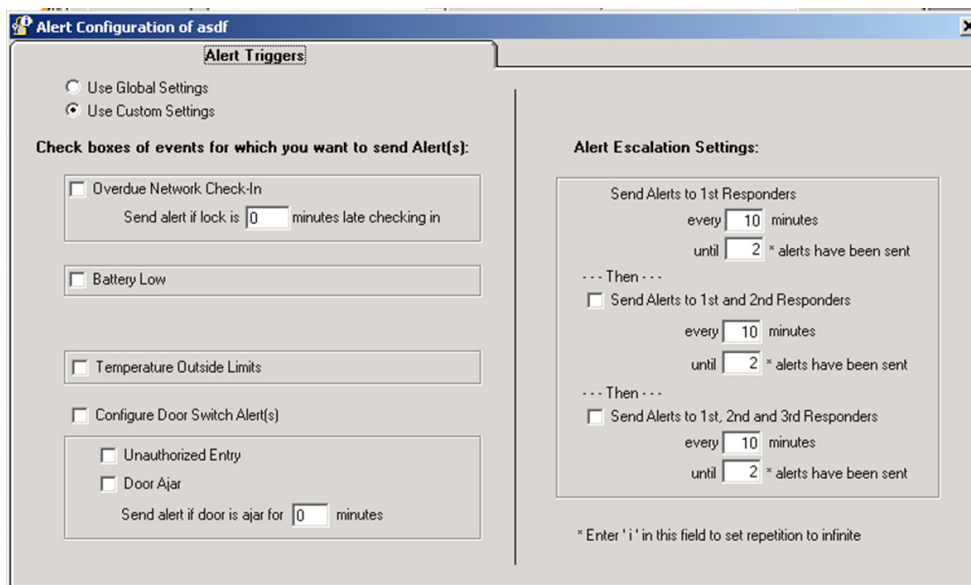 Alert Configuration of asdf
Alert Triggers
Use Global Settings
Use Custom Settings
Check boxes of events for which you want to send Alert(s):
Overdue Network Check-In
Send alert if lock is 0 minutes late checking in
Battery Low
Temperature Outside Limits
Configure Door Switch Alert(s)
Unauthorized Entry
Door Ajar
Send alert if door is ajar for 0 minutes
Alert Escalation Settings:
Send Alerts to 1st Responders
every 10 minutes
until 2 * alerts have been sent
- - - Then - - -
Send Alerts to 1st and 2nd Responders
every 10 minutes
until 2 * alerts have been sent
- - - Then - - -
Send Alerts to 1st, 2nd and 3rd Responders
every 10 minutes
until 2 * alerts have been sent
* Enter ' i ' in this field to set repetition to infinite